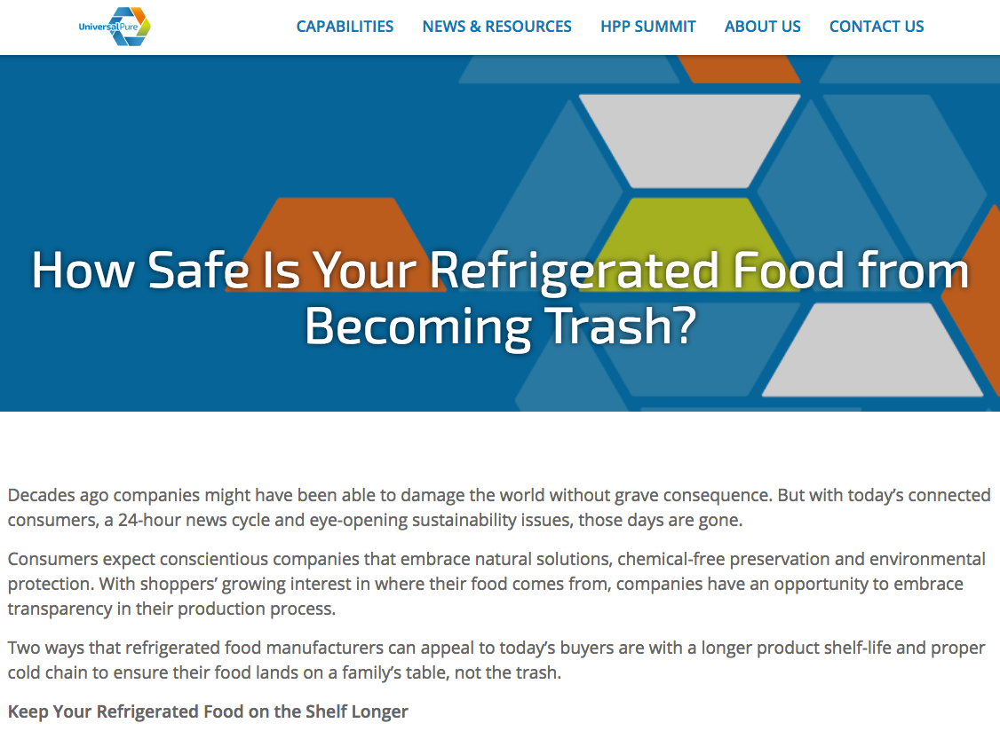 UniversalPure
CAPABILITIES
NEWS & RESOURCES
HPP SUMMIT
ABOUT US
CONTACT US
How Safe Is Your Refrigerated Food from
Becoming Trash?
Decades ago companies might have been able to damage the world without grave consequence. But with today’s connected
consumers, a 24-hour news cycle and eye-opening sustainability issues, those days are gone.
Consumers expect conscientious companies that embrace natural solutions, chemical-free preservation and environmental
protection. With shoppers’ growing interest in where their food comes from, companies have an opportunity to embrace
transparency in their production process.
Two ways that refrigerated food manufacturers can appeal to today’s buyers are with a longer product shelf-life and proper
cold chain to ensure their food lands on a family’s table, not the trash.
Keep Your Refrigerated Food on the Shelf Longer